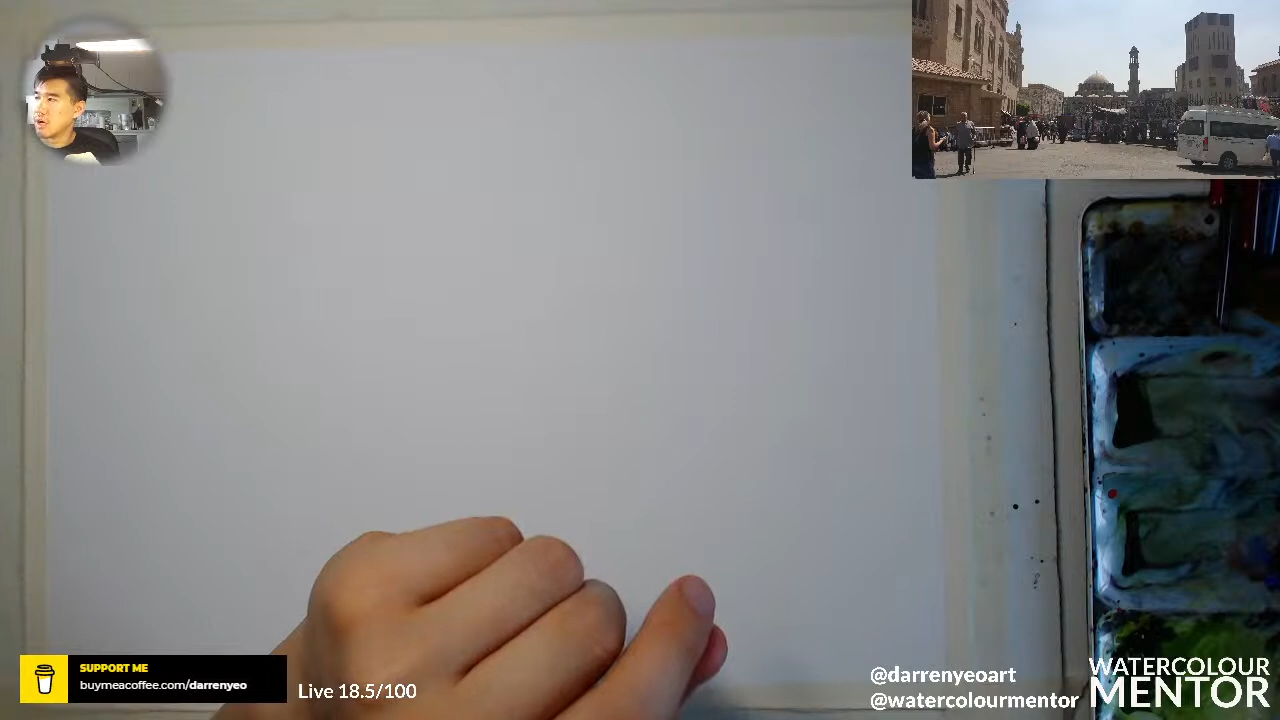 SUPPORT ME
buymeacoffee.com/darrenyeo
Live 18.5/100
@darrenyeoart
@watercolourmentor
WATERCOLOUR
MENTOR